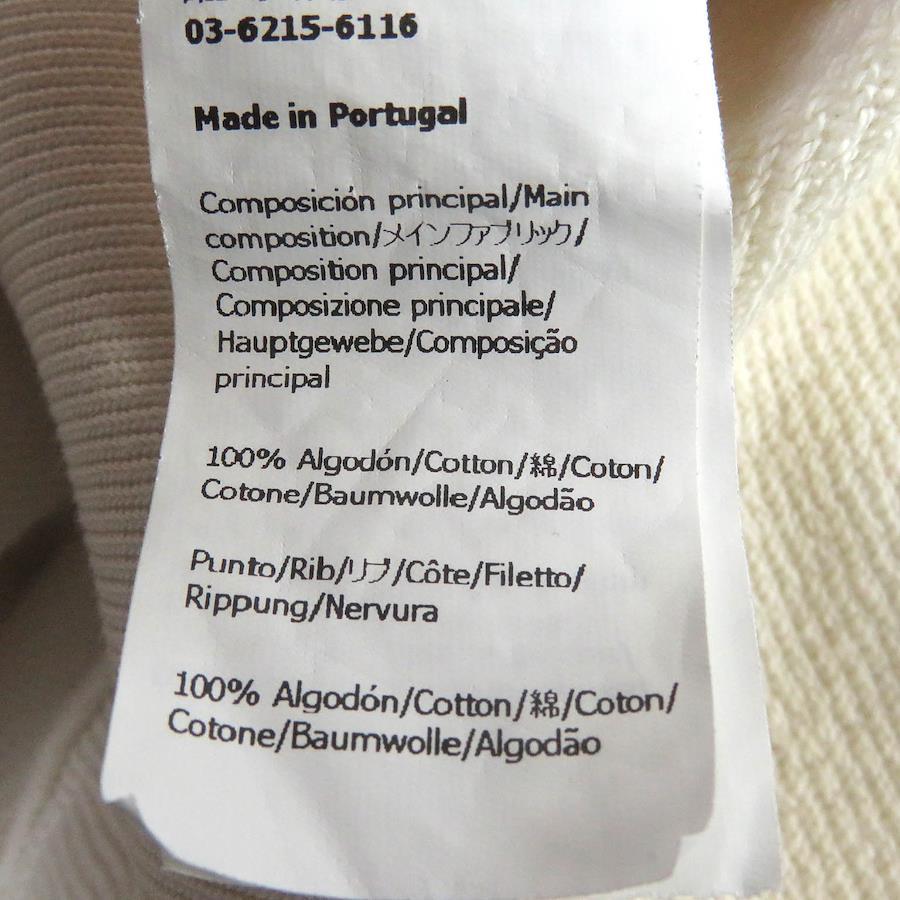 03-6215-6116
Made in Portugal
Composición principal/Main
composition/メインファブリック/
Composition principal/
Composizione principale/
Hauptgewebe/Composição
principal
100% Algodón/Cotton/綿/Coton/
Cotone/Baumwolle/Algodão
Punto/Rib/リブ/Côte/Filetto/
Rippung/Nervura
100% Algodón/Cotton/綿/Coton/
Cotone/Baumwolle/Algodão